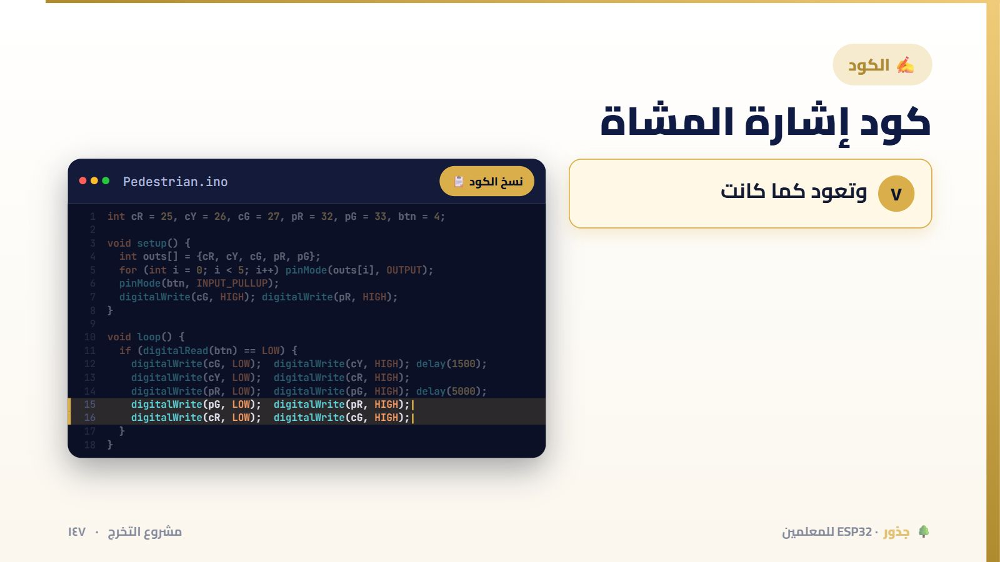 ✍️ الكود
كود إشارة المشاة
٧ وتعود كما كانت
Pedestrian.ino
نسخ الكود 📋
1 int cR = 25, cY = 26, cG = 27, pR = 32, pG = 33, btn = 4;
2
3 void setup() {
4   int outs[] = {cR, cY, cG, pR, pG};
5   for (int i = 0; i < 5; i++) pinMode(outs[i], OUTPUT);
6   pinMode(btn, INPUT_PULLUP);
7   digitalWrite(cG, HIGH); digitalWrite(pR, HIGH);
8 }
9
10 void loop() {
11   if (digitalRead(btn) == LOW) {
12     digitalWrite(cG, LOW);  digitalWrite(cY, HIGH); delay(1500);
13     digitalWrite(cY, LOW);  digitalWrite(cR, HIGH);
14     digitalWrite(pR, LOW);  digitalWrite(pG, HIGH); delay(5000);
15     digitalWrite(pG, LOW);  digitalWrite(pR, HIGH);
16     digitalWrite(cR, LOW);  digitalWrite(cG, HIGH);
17   }
18 }
🌳 جذور · ESP32 للمعلمين
مشروع التخرج · ١٤٧